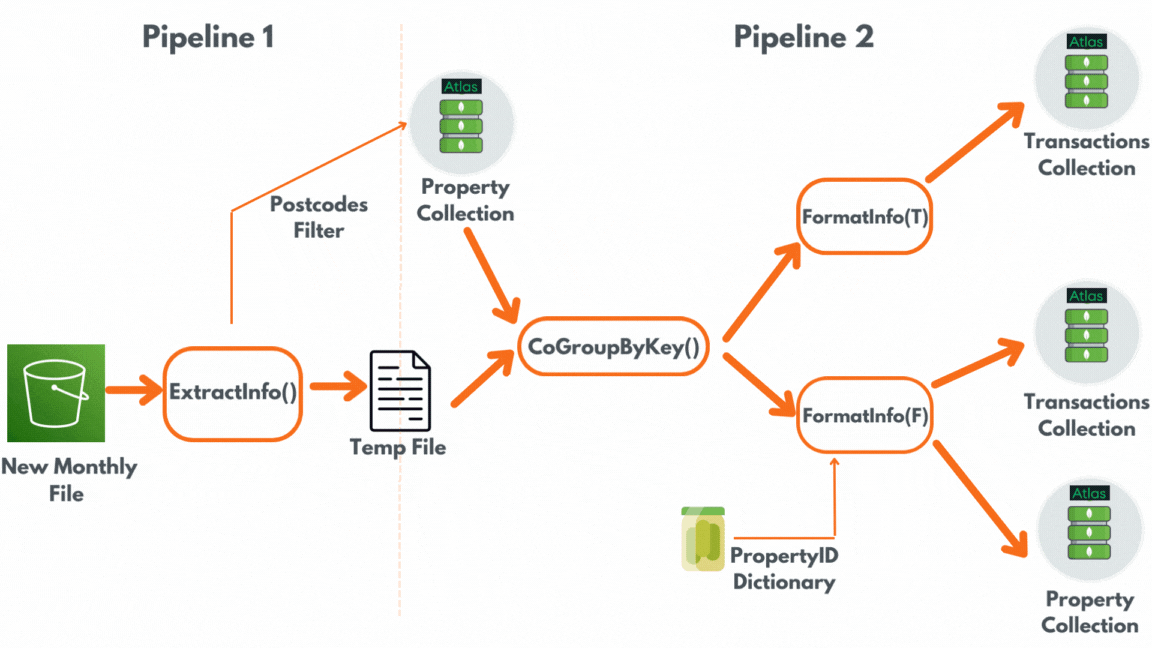 Pipeline 1
Pipeline 2
Atlas
Property
Collection
Postcodes
Filter
New Monthly
File
ExtractInfo()
Temp File
CoGroupByKey()
FormatInfo(T)
Atlas
Transactions
Collection
FormatInfo(F)
Atlas
Transactions
Collection
PropertyID
Dictionary
Atlas
Property
Collection